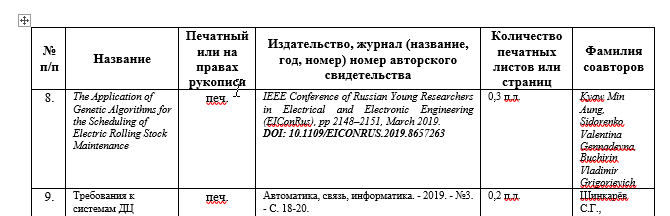 № п/п
Название
Печатный или на правах рукописи
Издательство, журнал (название, год, номер) номер авторского свидетельства
Количество печатных листов или страниц
Фамилия соавторов
8.
The Application of
Genetic Algorithms for
the Scheduling of
Electric Rolling Stock
Maintenance
печ.
IEEE Conference of Russian Young Researchers
in Electrical and Electronic Engineering
(EIConRus), pp 2148–2151, March 2019.
DOI: 10.1109/EICONRUS.2019.8657263
0,3 п.л.
Kyaw Min
Aung,
Sidorenko
Valentina
Gennadevna,
Buchirin
Vladimir
Grigorievich
9.
Требования к
системам ДЦ
печ.
Автоматика, связь, информатика. - 2019. - №3.
- С. 18-20.
0,2 п.л.
Шинкарёв
С.Г.,